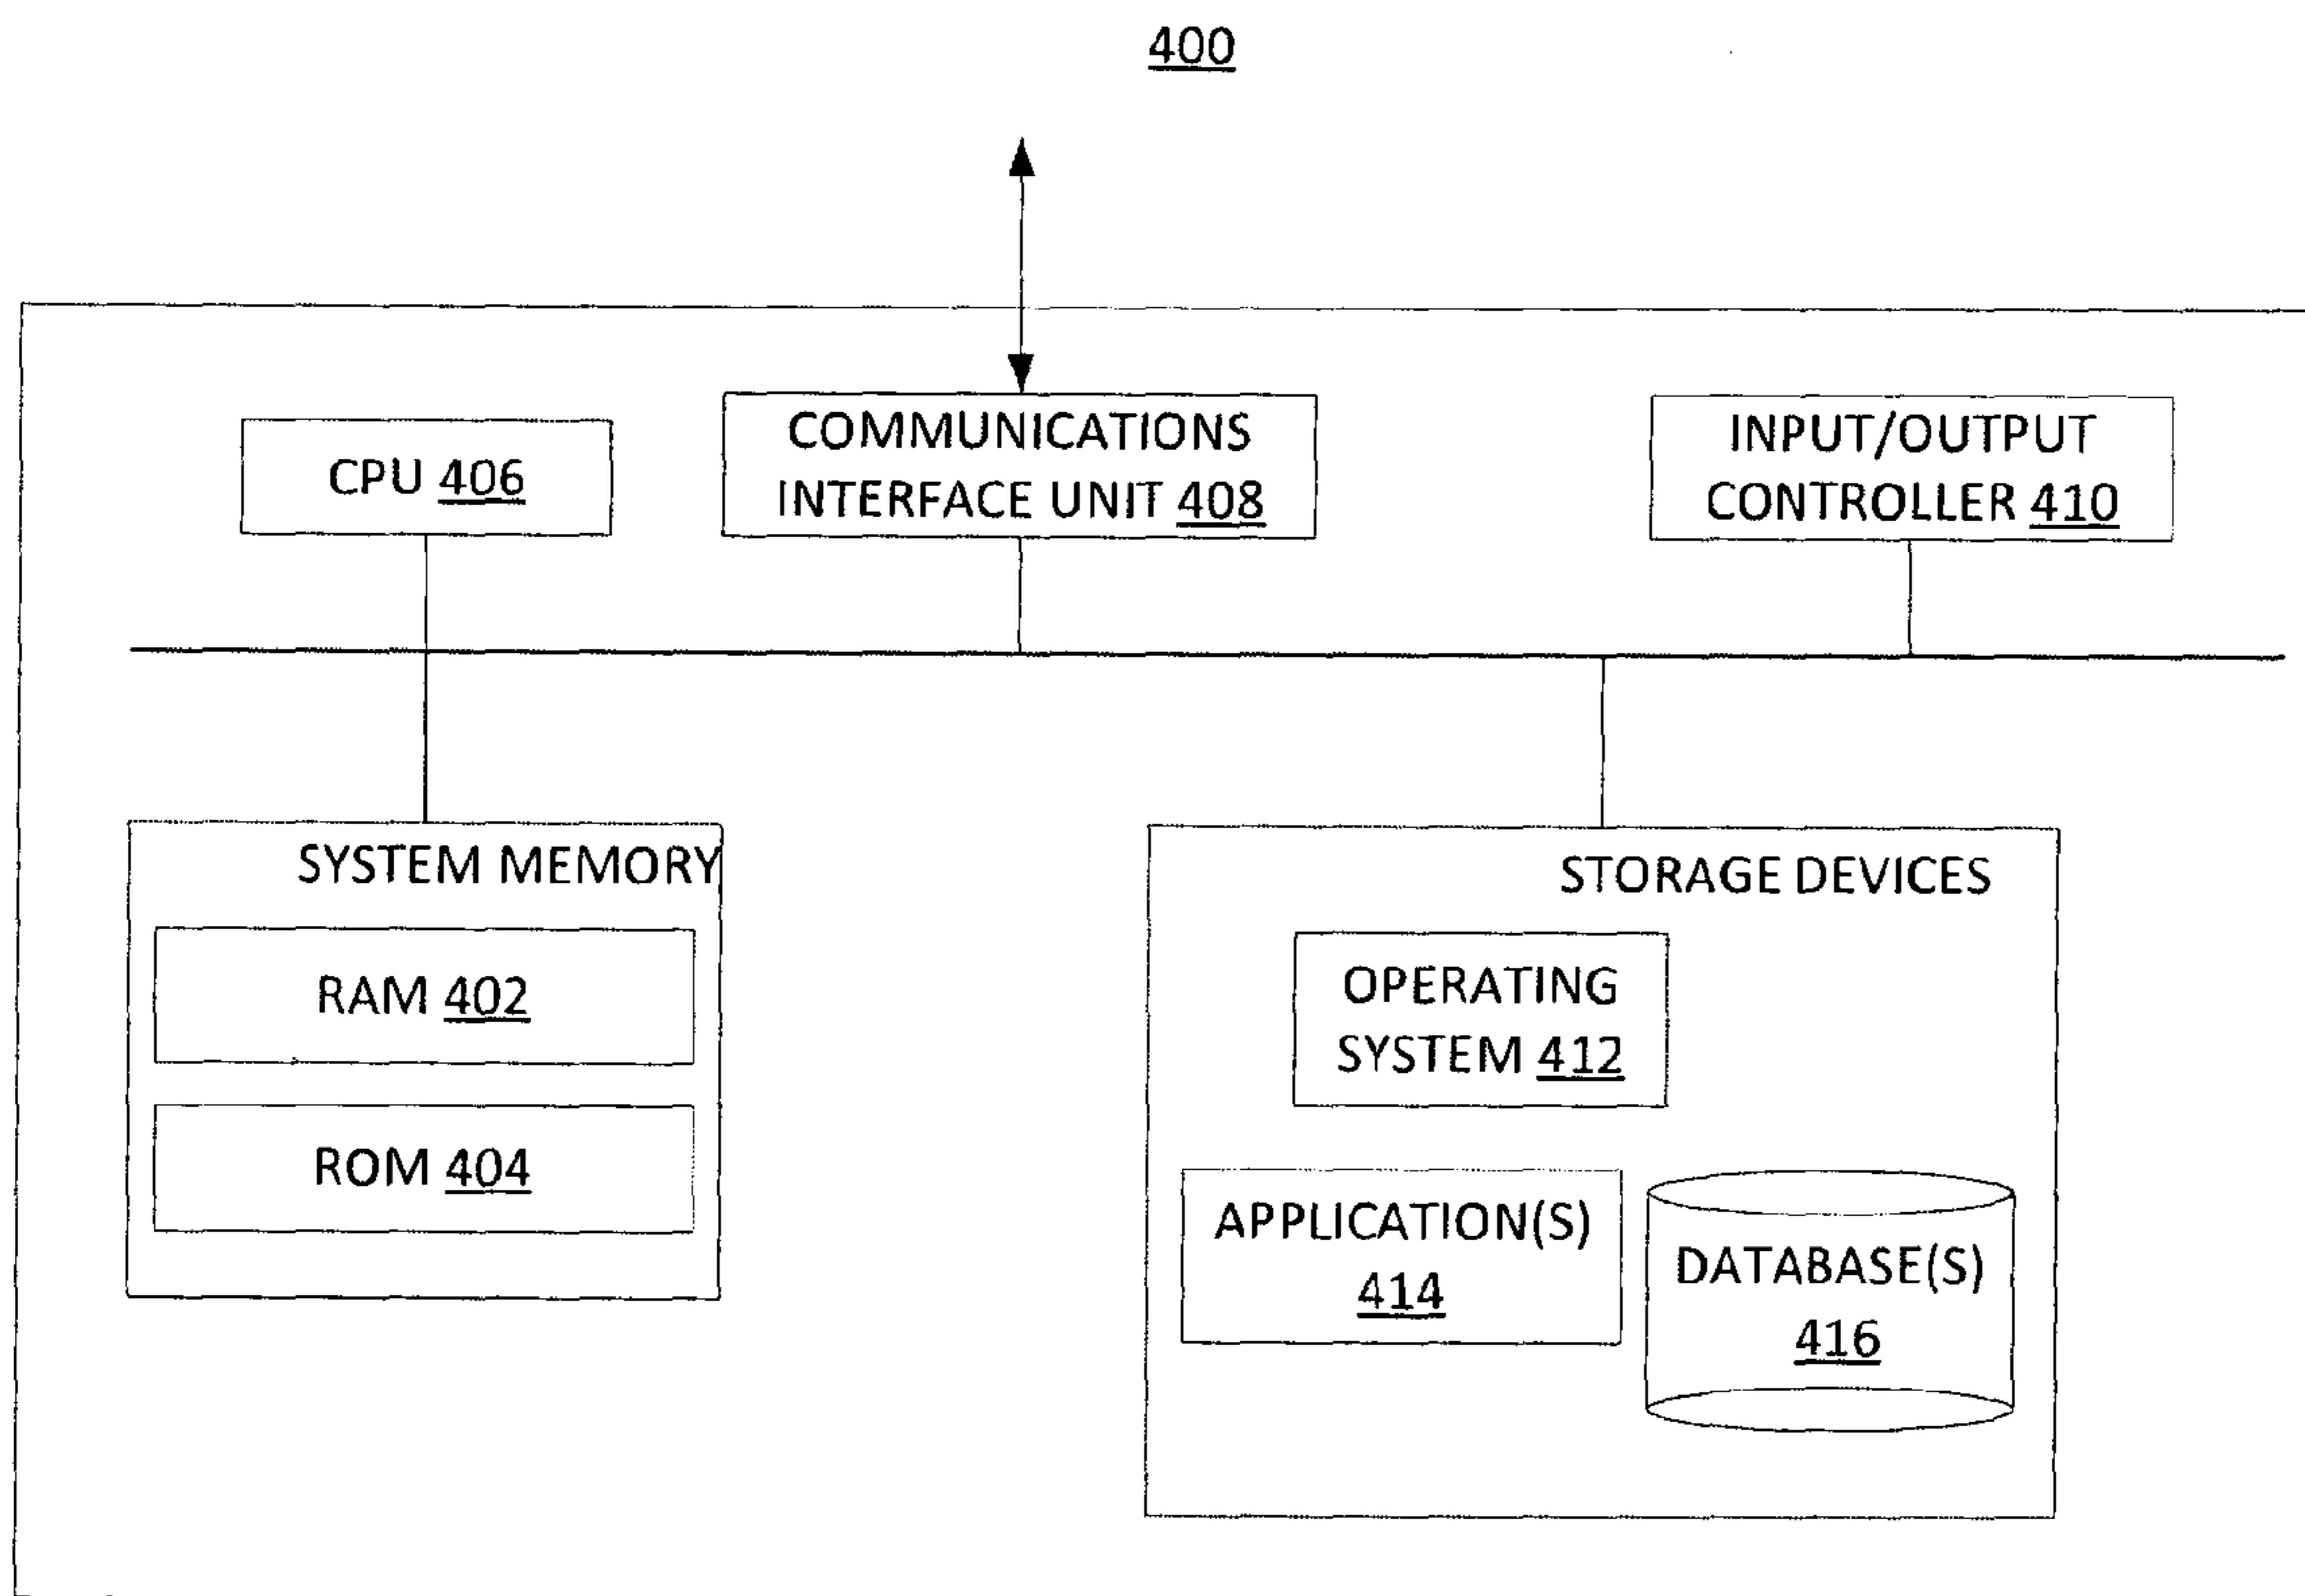 400
CPU 406
COMMUNICATIONS
INTERFACE UNIT 408
INPUT/OUTPUT
CONTROLLER 410
SYSTEM MEMORY
RAM 402
ROM 404
STORAGE DEVICES
OPERATING
SYSTEM 412
APPLICATION(S)
414
DATABASE(S)
416